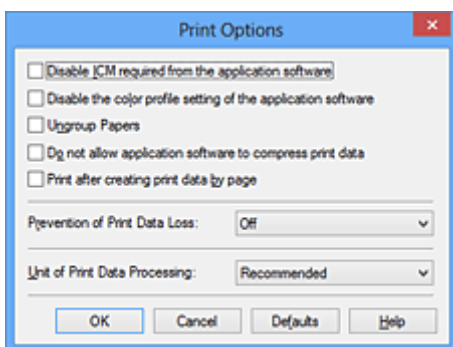 Print Options
Disable ICM required from the application software
Disable the color profile setting of the application software
Ungroup Papers
Do not allow application software to compress print data
Print after creating print data by page
Prevention of Print Data Loss: Off
Unit of Print Data Processing: Recommended
OK Cancel Defaults Help